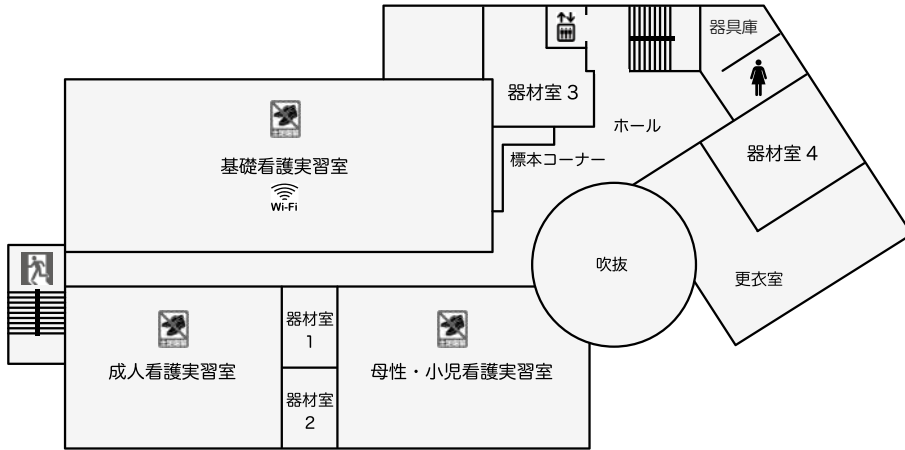 器具庫
器材室 3
ホール
標本コーナー
器材室 4
基礎看護実習室
Wi-Fi
吹抜
更衣室
器材室
1
成人看護実習室
母性・小児看護実習室
器材室
2